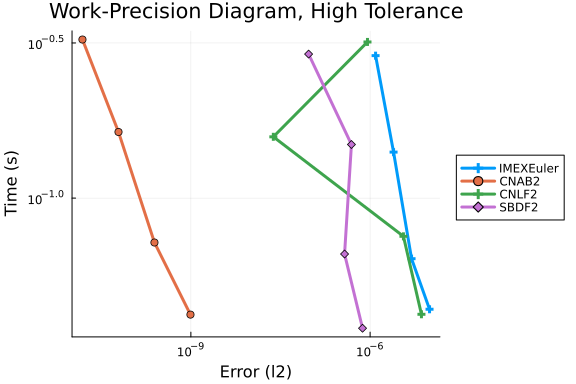 Work-Precision Diagram, High Tolerance
Time (s)
10^-0.5
10^-1.0
10^-9
10^-6
Error (l2)
IMEXEuler
CNAB2
CNLF2
SBDF2